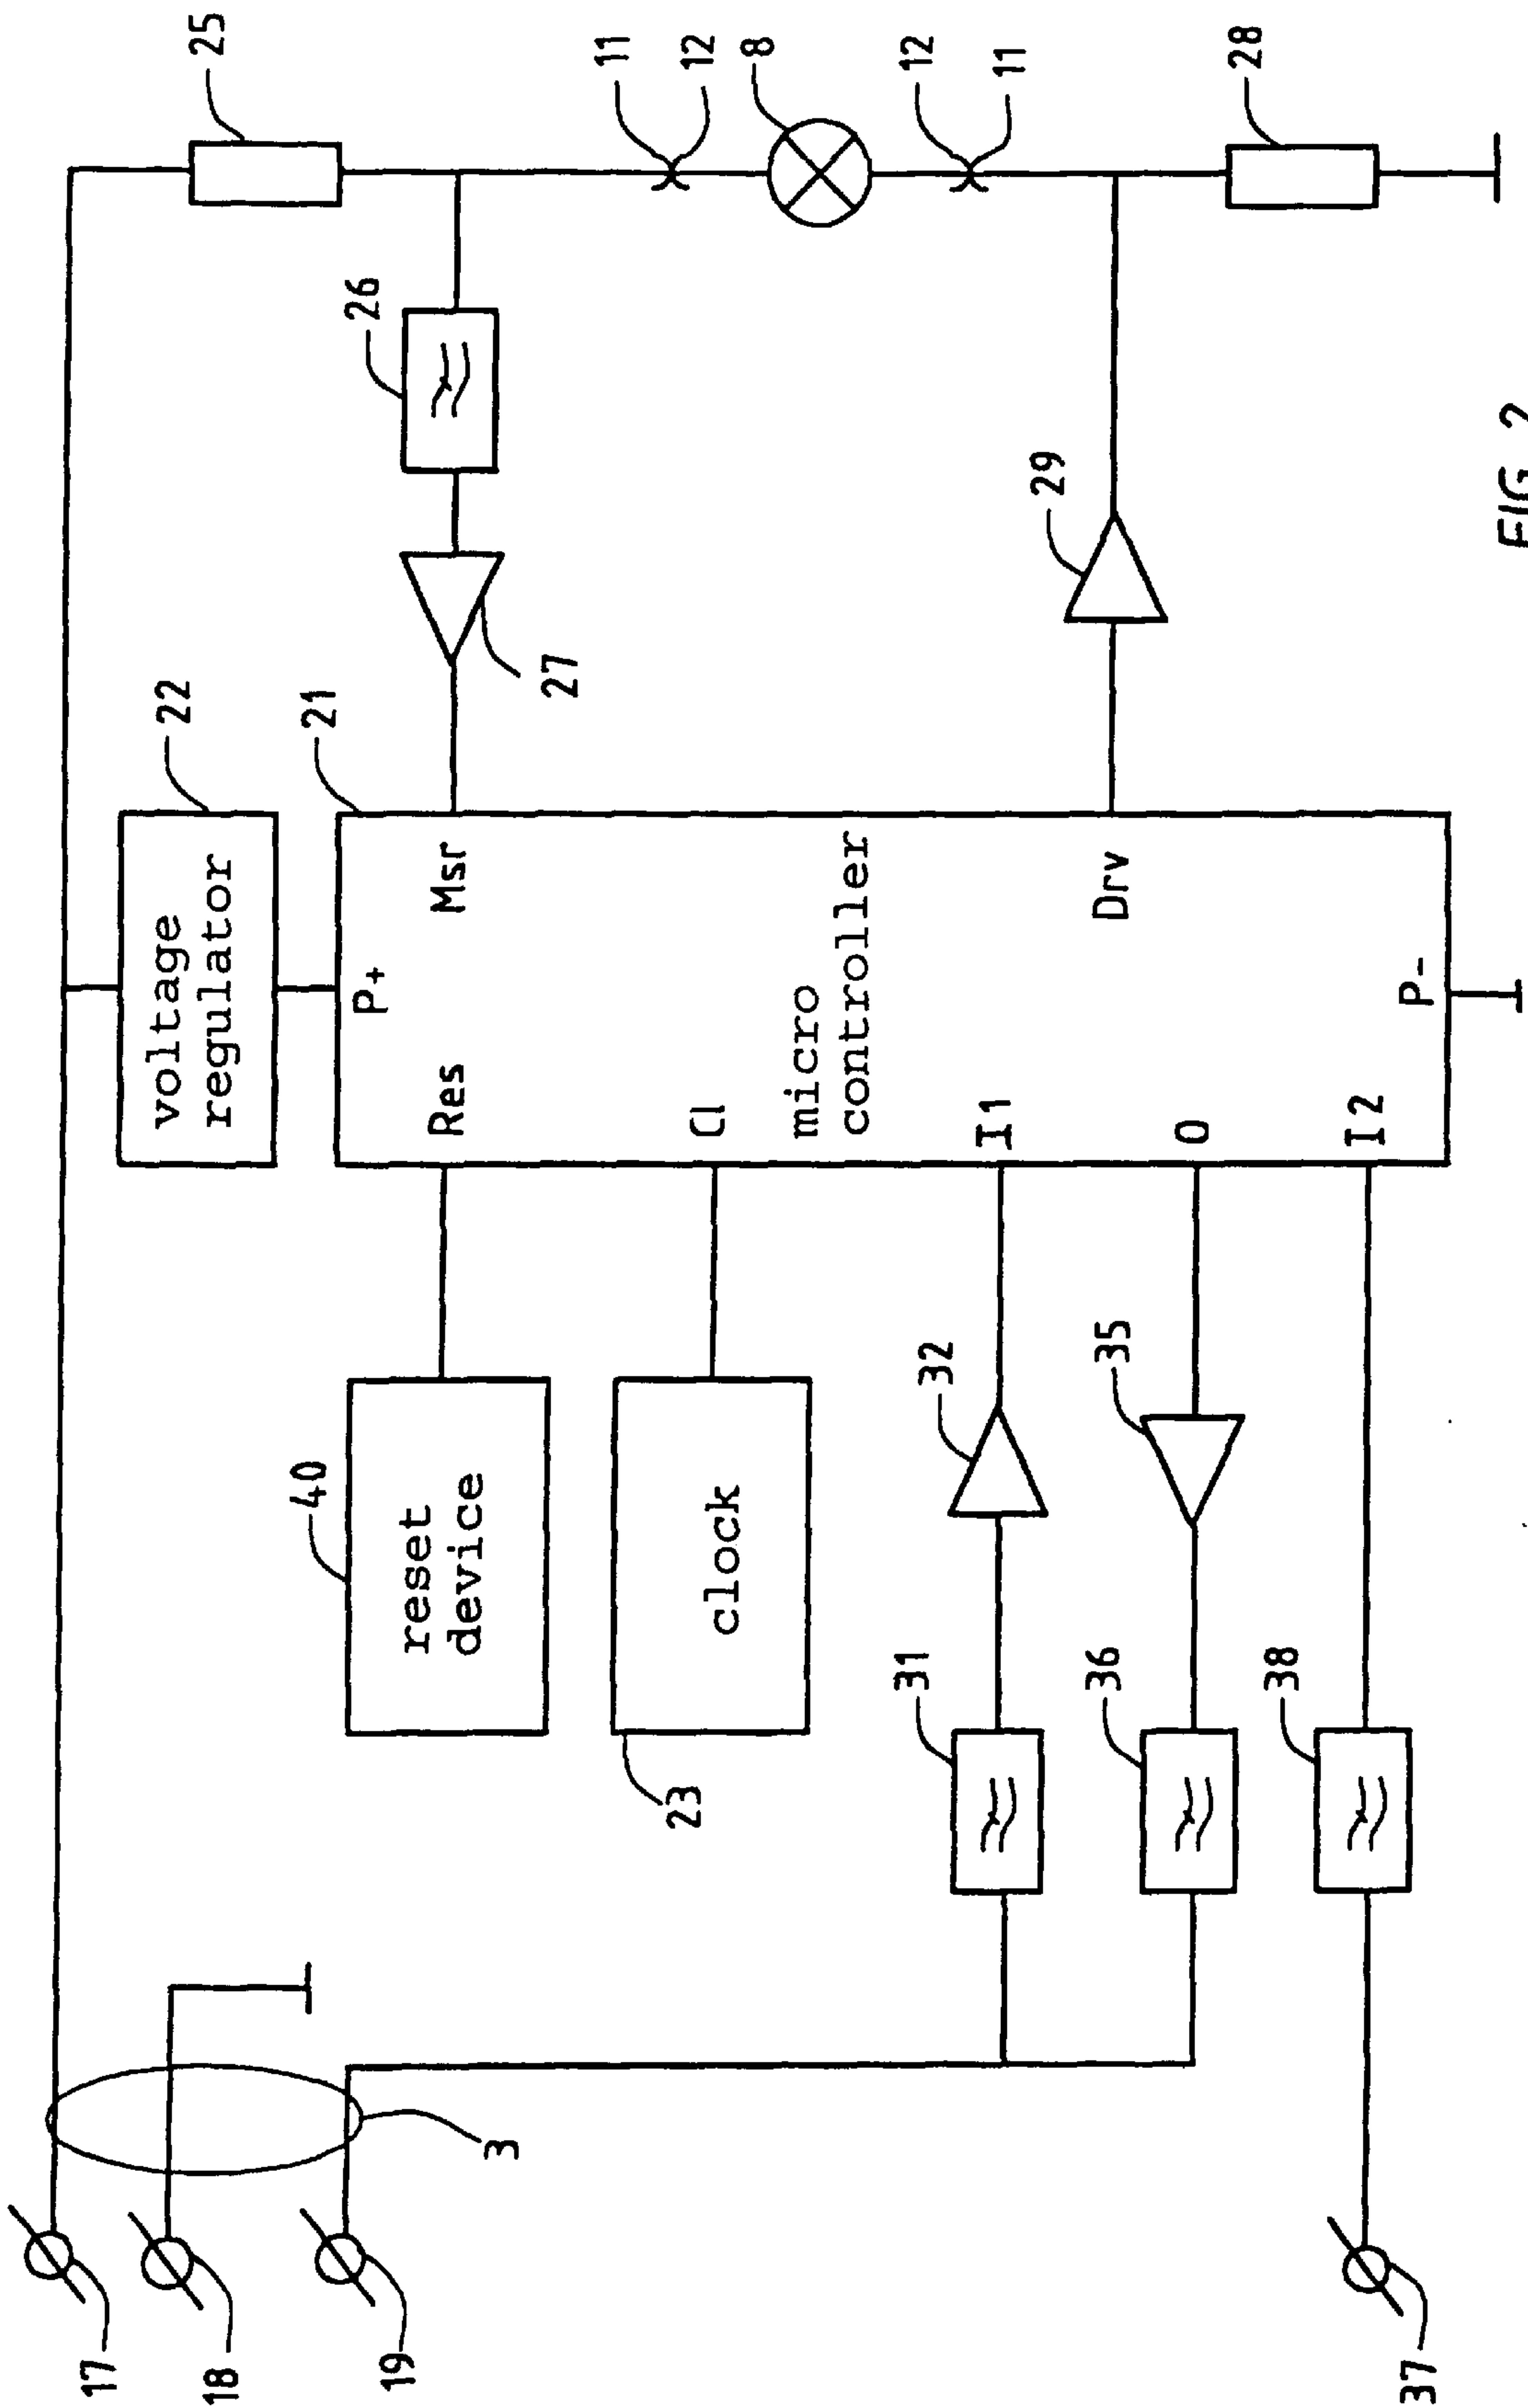 25
11
12
8
12
11
28
26
27
29
22
21
voltage
regulator
P+
Msr
Res
Cl
micro
controller
Drv
I1
O
I2
P-
40
reset
device
clock
23
32
35
31
36
38
3
17
18
19
37
FIG. 2